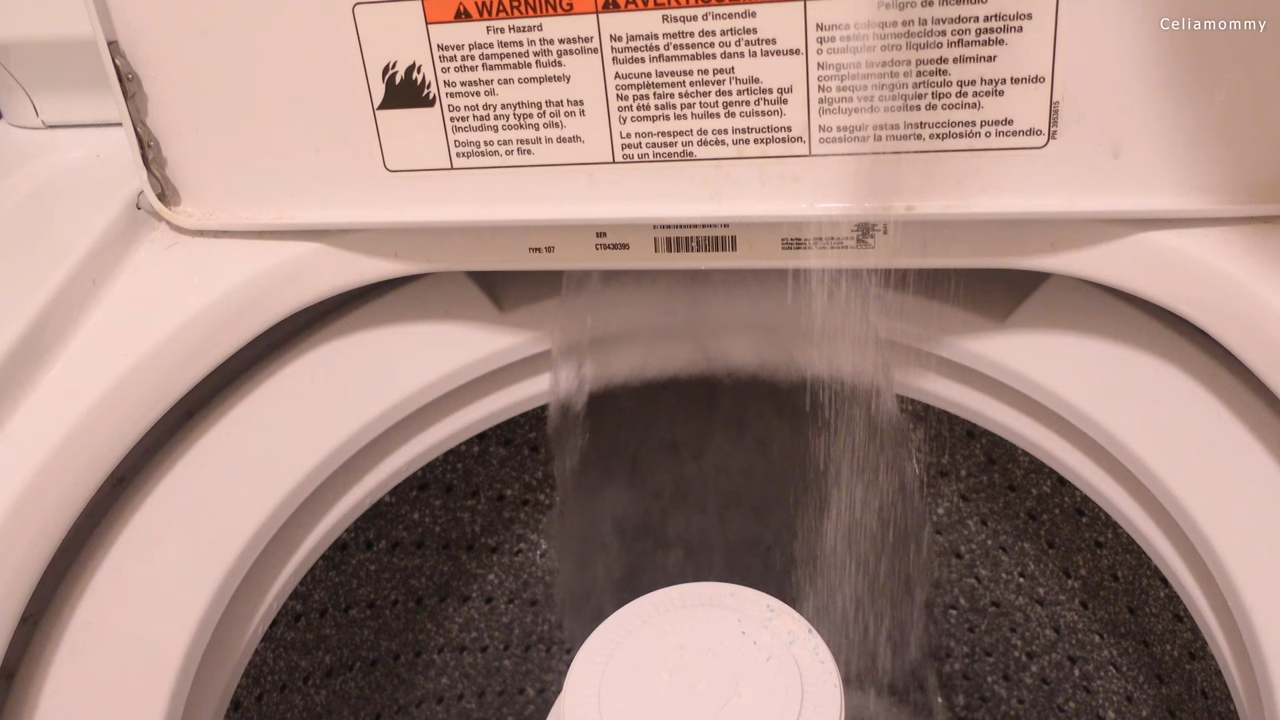 Celiamommy
WARNING
Fire Hazard
Never place items in the washer
that are dampened with gasoline
or other flammable fluids.
No washer can completely
remove oil.
Do not dry anything that has
ever had any type of oil on it
(Including cooking oils).
Doing so can result in death,
explosion, or fire.
AVERTISSEMENT
Risque d'incendie
Ne jamais mettre des articles
humectés d'essence ou d'autres
fluides inflammables dans la laveuse.
Aucune laveuse ne peut
complètement enlever l'huile.
Ne pas faire sécher des articles qui
ont été salis par tout genre d'huile
(y compris les huiles de cuisson).
Le non-respect de ces instructions
peut causer un décès, une explosion,
ou un incendie.
Peligro de incendio
Nunca coloque en la lavadora artículos
que estén humedecidos con gasolina
o cualquier otro líquido inflamable.
Ninguna lavadora puede eliminar
completamente el aceite.
No seque ningún artículo que haya tenido
alguna vez cualquier tipo de aceite
(incluyendo aceites de cocina).
No seguir estas instrucciones puede
ocasionar la muerte, explosión o incendio.
PN 3953615
TYPE: 107
SER
CT0430395